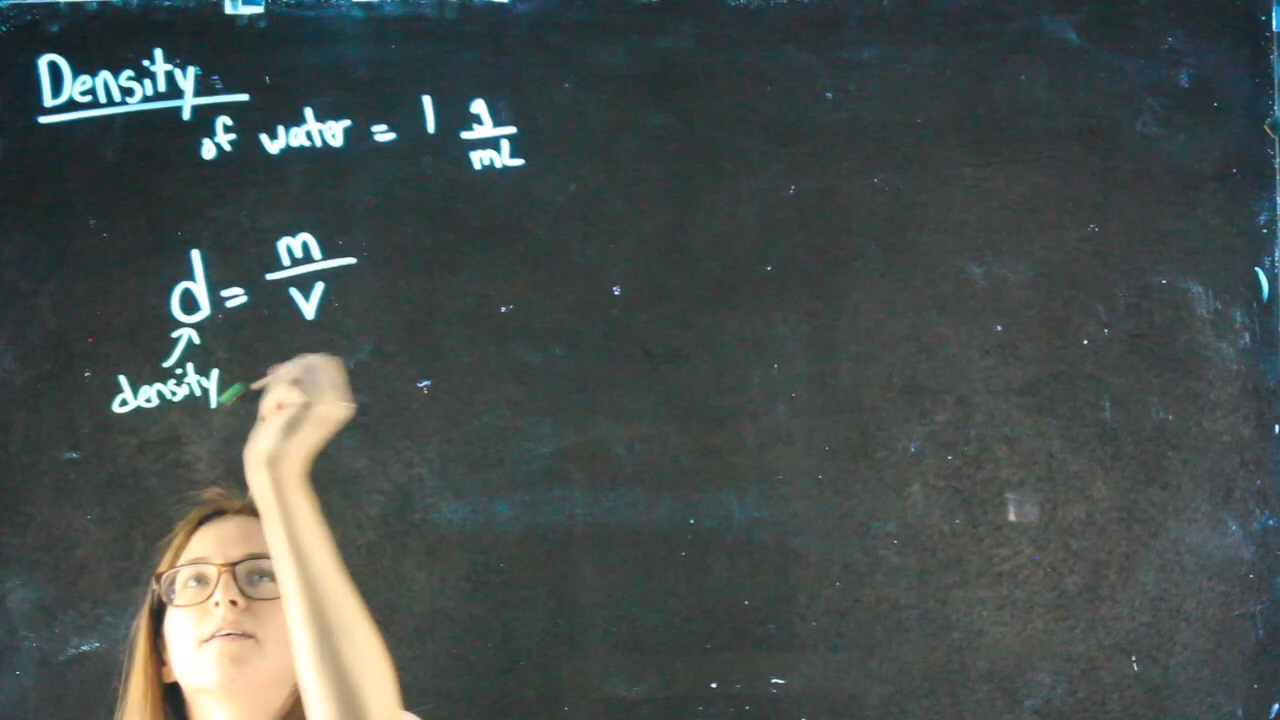 Density
of water = 1 g/mL
d = m/v
density